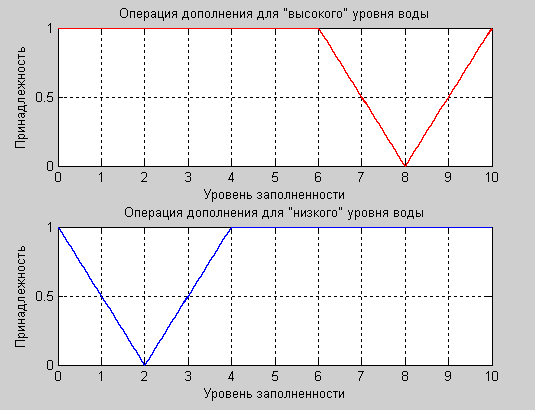 Операция дополнения для "высокого" уровня воды
Принадлежность
1
0.5
0
0 1 2 3 4 5 6 7 8 9 10
Уровень заполненности
Операция дополнения для "низкого" уровня воды
Принадлежность
1
0.5
0
0 1 2 3 4 5 6 7 8 9 10
Уровень заполненности